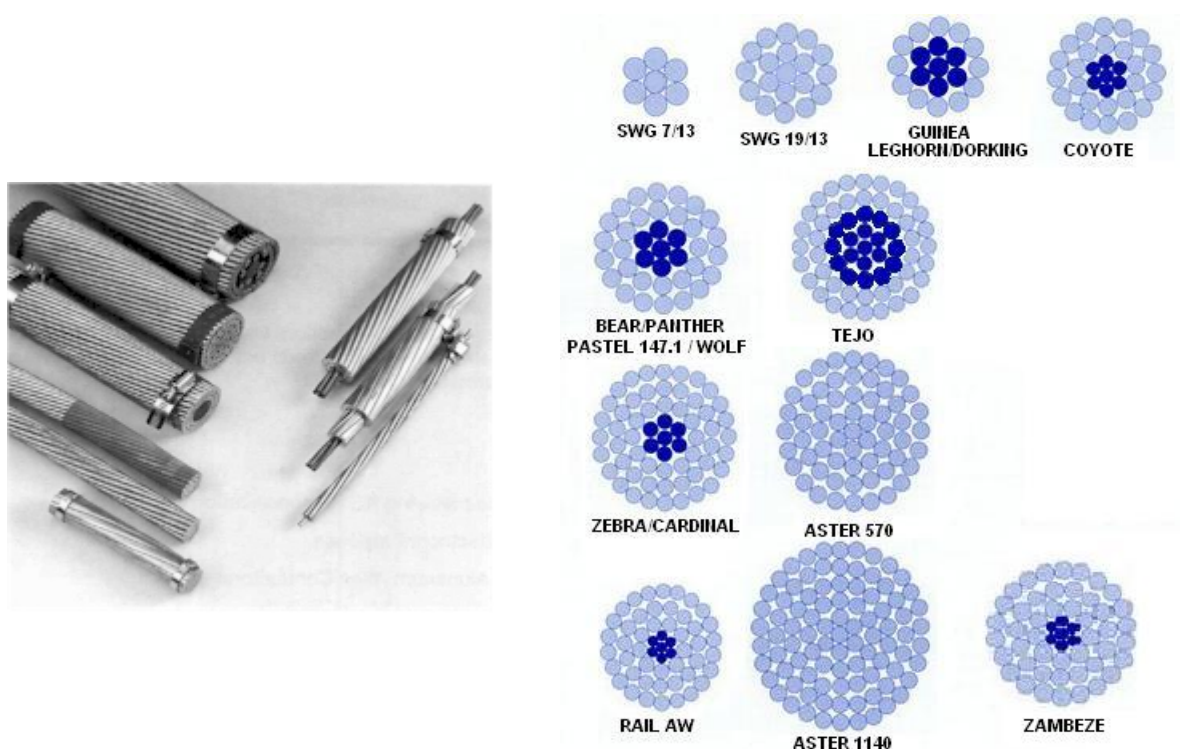 SWG 7/13
SWG 19/13
GUINEA
LEGHORN/DORKING
COYOTE
BEAR/PANTHER
PASTEL 147.1 / WOLF
TEJO
ZEBRA/CARDINAL
ASTER 570
RAIL AW
ASTER 1140
ZAMBEZE